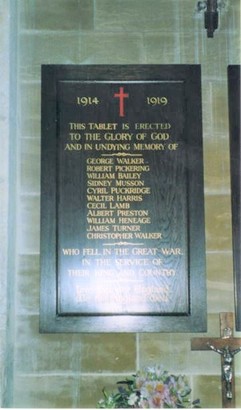 1914 1919
THIS TABLET IS ERECTED
TO THE GLORY OF GOD
AND IN UNDYING MEMORY OF
GEORGE WALKER
ROBERT PICKERING
WILLIAM BAILEY
SIDNEY MUSSON
CYRIL PUCKRIDGE
WALTER HARRIS
CECIL LAMB
ALBERT PRESTON
WILLIAM HENEAGE
JAMES TURNER
CHRISTOPHER WALKER
WHO FELL IN THE GREAT WAR
IN THE SERVICE OF
THEIR KING AND COUNTRY